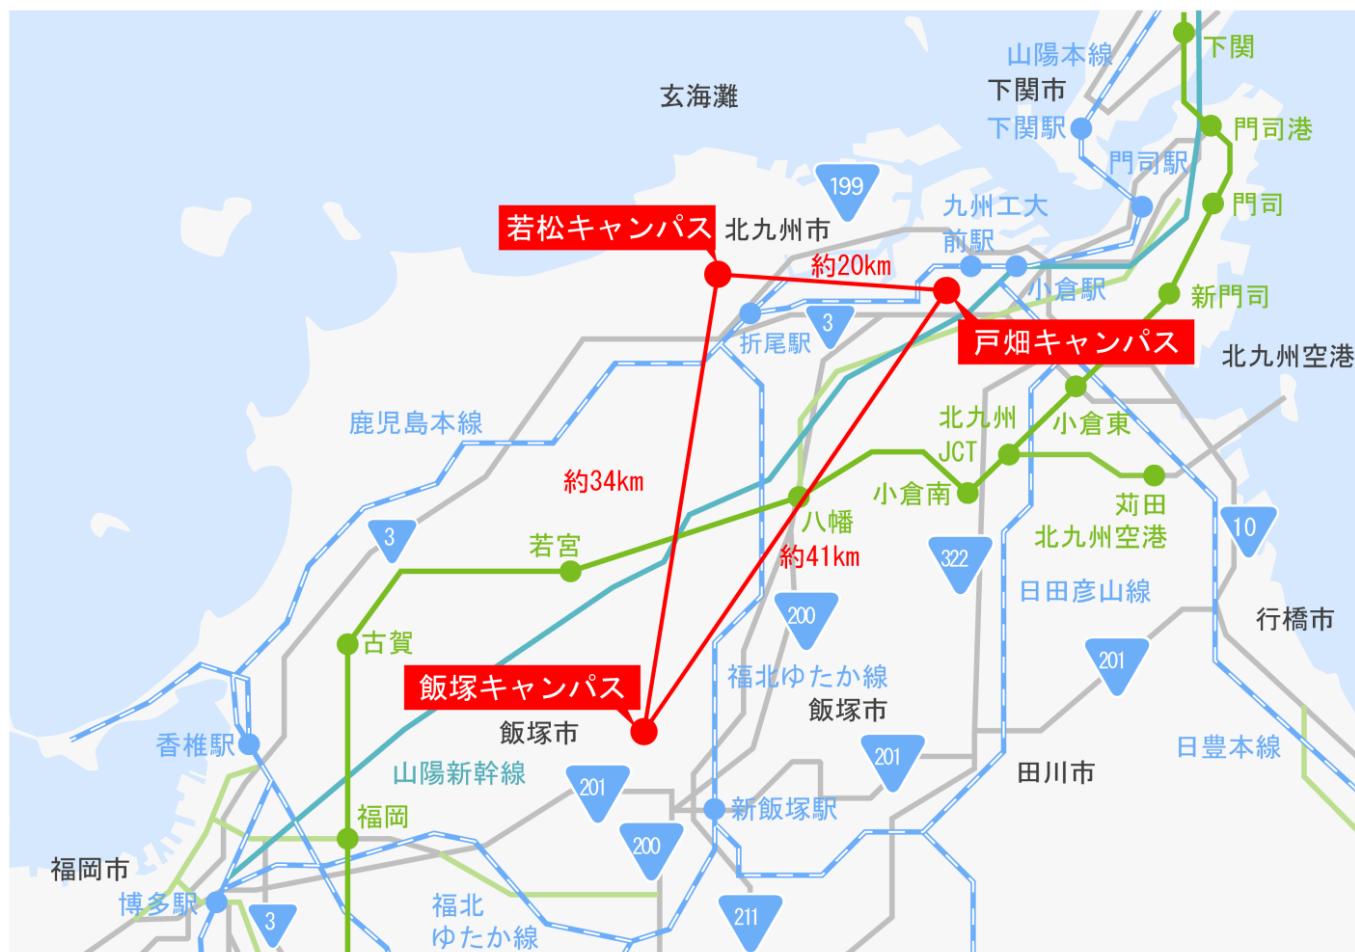 下関
山陽本線
下関市
玄海灘
下関駅
門司港
門司駅
199
九州工大
前駅
門司
若松キャンパス
北九州市
約20km
小倉駅
新門司
3
折尾駅
戸畑キャンパス
北九州空港
鹿児島本線
北九州
JCT
小倉東
約34km
小倉南
苅田
北九州空港
八幡
3
10
若宮
約41km
322
日田彦山線
200
行橋市
古賀
201
飯塚キャンパス
福北ゆたか線
飯塚市
飯塚市
香椎駅
日豊本線
山陽新幹線
201
201
田川市
福岡
新飯塚駅
200
福岡市
博多駅
3
福北
ゆたか線
211